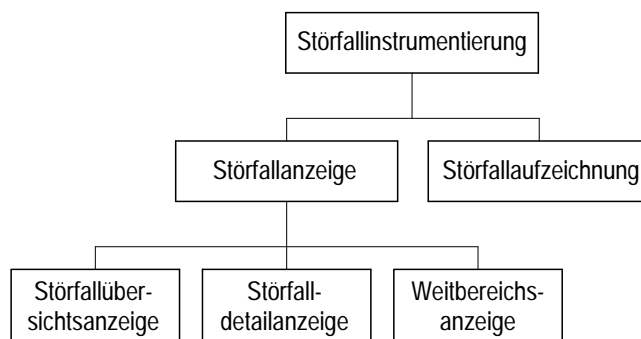 Störfallinstrumentierung
Störfallanzeige
Störfallaufzeichnung
Störfallüber-
sichtsanzeige
Störfall-
detailanzeige
Weitbereichs-
anzeige